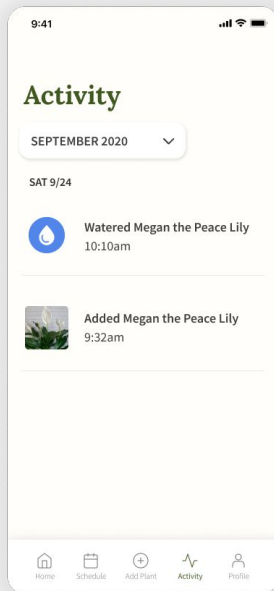 9:41
Activity
SEPTEMBER 2020
SAT 9/24
Watered Megan the Peace Lily
10:10am
Added Megan the Peace Lily
9:32am
Home Schedule Add Plant Activity Profile